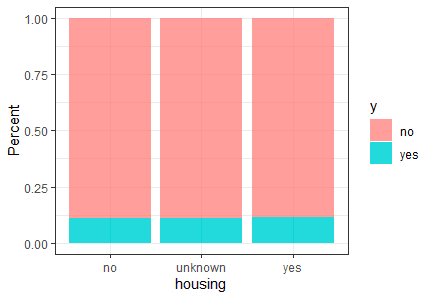 1.00
0.75
0.50
0.25
0.00
Percent
no
unknown
yes
housing
y
no
yes